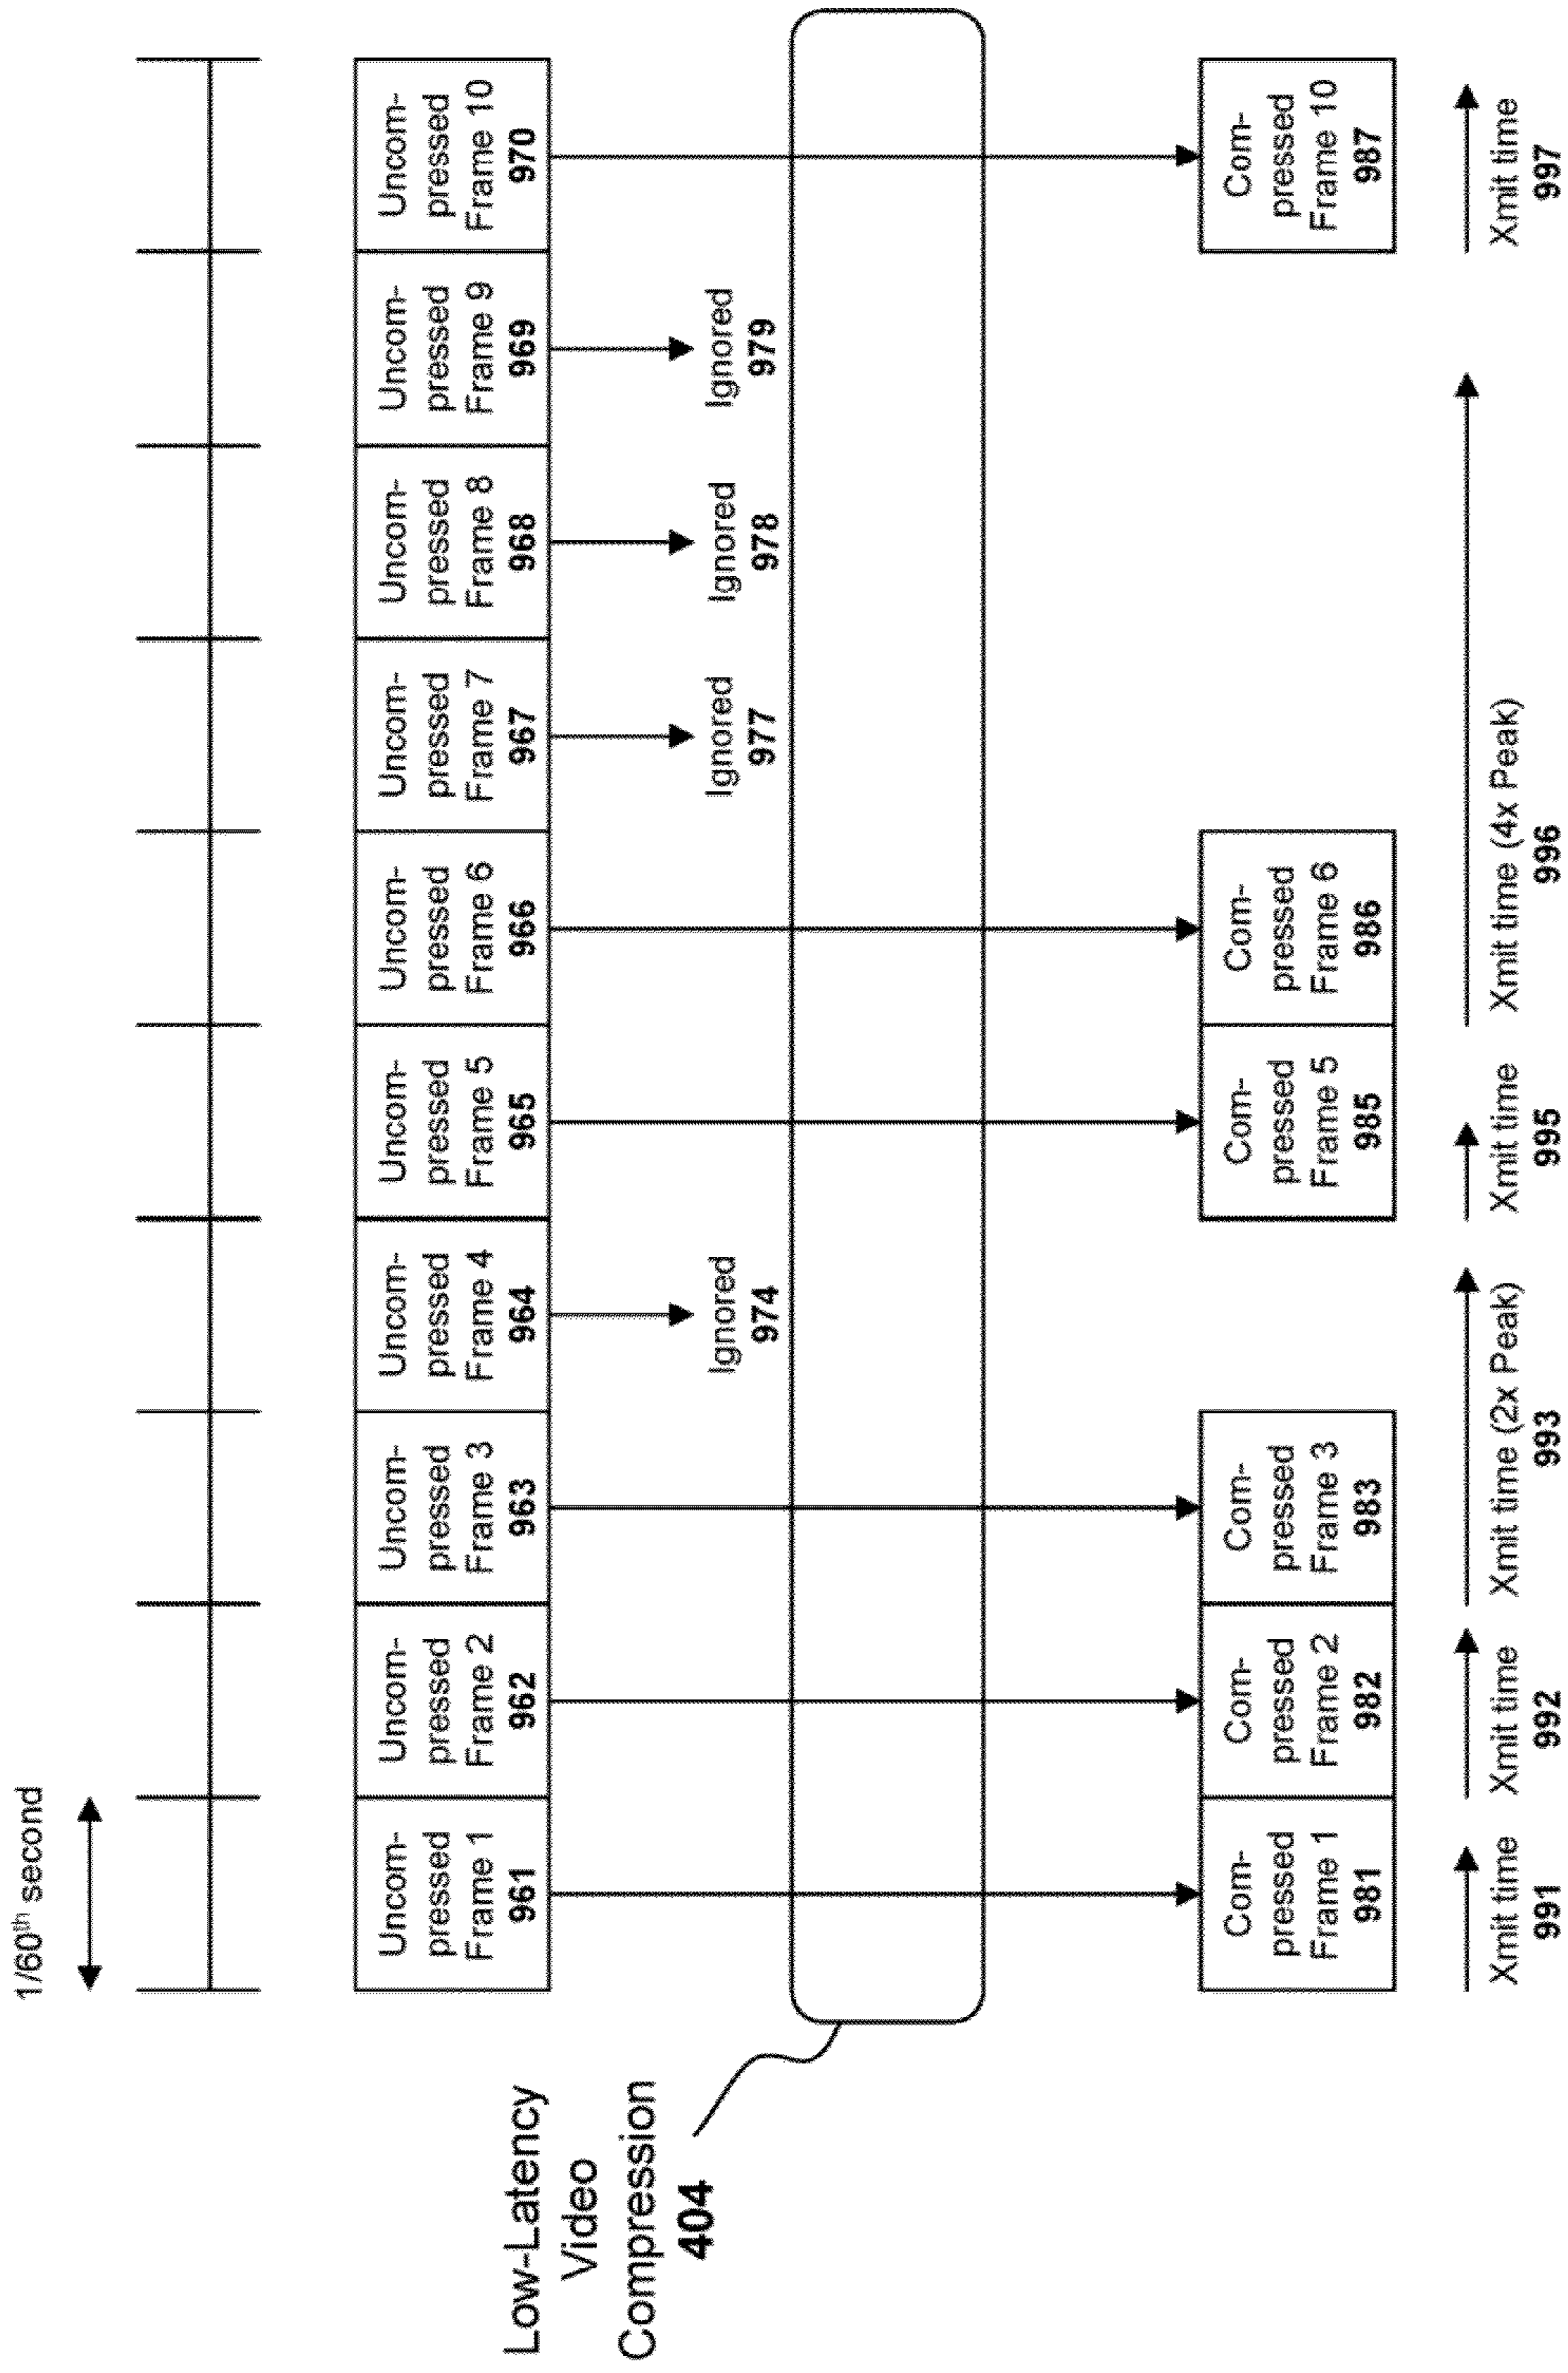 1/60th second
Uncom-
pressed
Frame 1
961
Uncom-
pressed
Frame 2
962
Uncom-
pressed
Frame 3
963
Uncom-
pressed
Frame 4
964
Uncom-
pressed
Frame 5
965
Uncom-
pressed
Frame 6
966
Uncom-
pressed
Frame 7
967
Uncom-
pressed
Frame 8
968
Uncom-
pressed
Frame 9
969
Uncom-
pressed
Frame 10
970
Ignored
974
Ignored
977
Ignored
978
Ignored
979
Low-Latency
Video
Compression
404
Com-
pressed
Frame 1
981
Com-
pressed
Frame 2
982
Com-
pressed
Frame 3
983
Com-
pressed
Frame 5
985
Com-
pressed
Frame 6
986
Com-
pressed
Frame 10
987
Xmit time
991
Xmit time
992
Xmit time (2x Peak)
993
Xmit time
995
Xmit time (4x Peak)
996
Xmit time
997